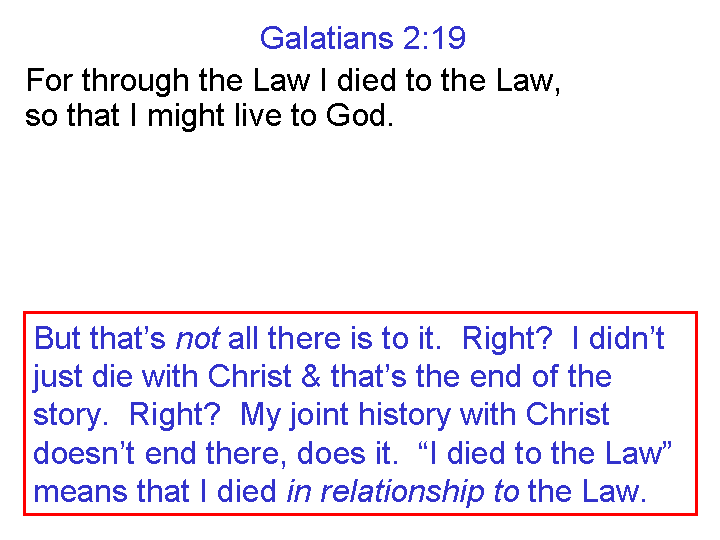 Galatians 2:19
For through the Law I died to the Law,
so that I might live to God.
But that’s not all there is to it.  Right?  I didn’t
just die with Christ & that’s the end of the
story.  Right?  My joint history with Christ
doesn’t end there, does it.  “I died to the Law”
means that I died in relationship to the Law.